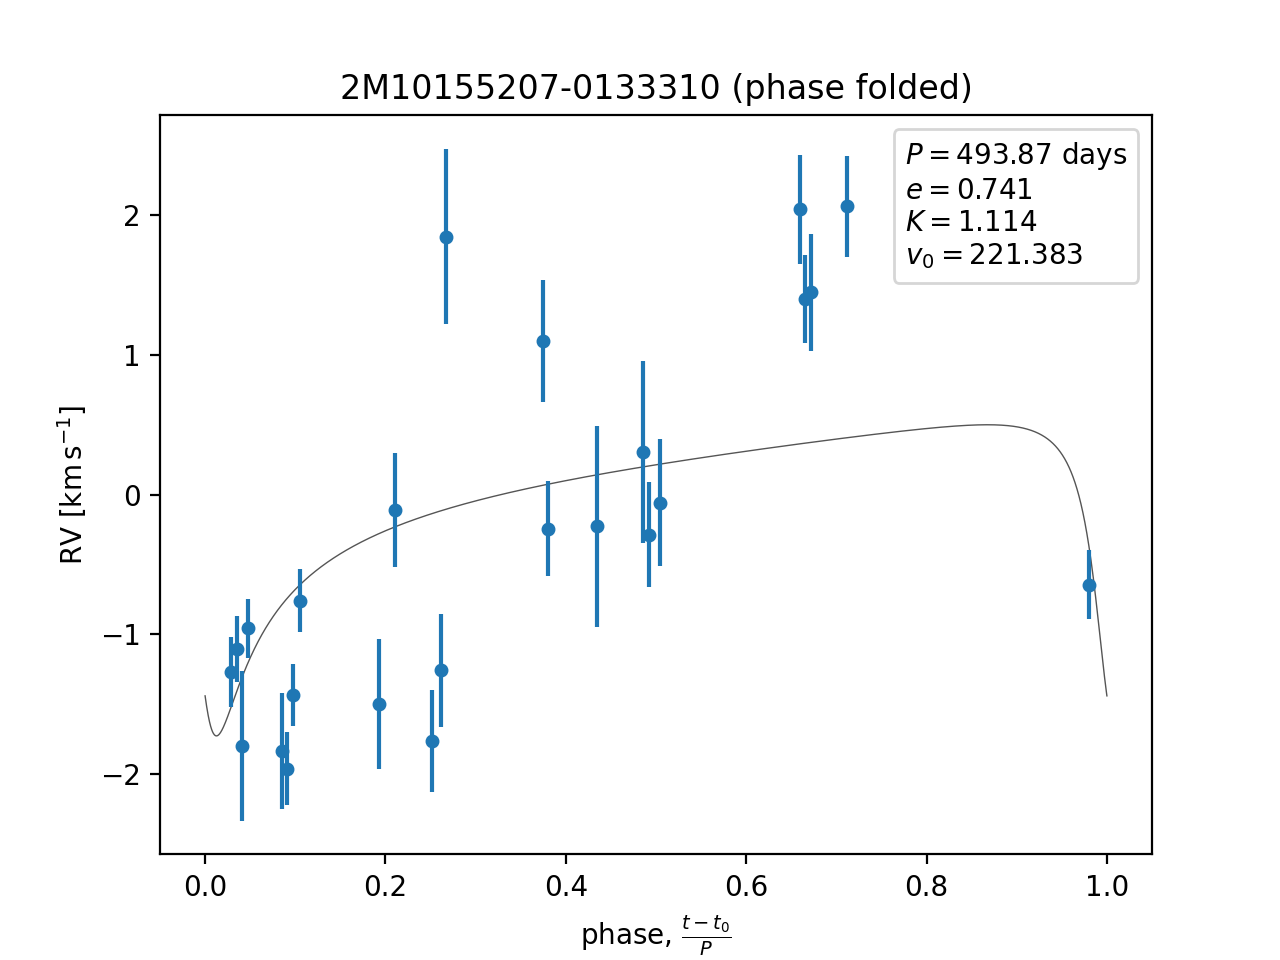 2M10155207-0133310 (phase folded)
P = 493.87 days
e = 0.741
K = 1.114
v₀ = 221.383
RV [km s⁻¹]
2
1
0
−1
−2
0.0 0.2 0.4 0.6 0.8 1.0
phase, (t − t₀)/P